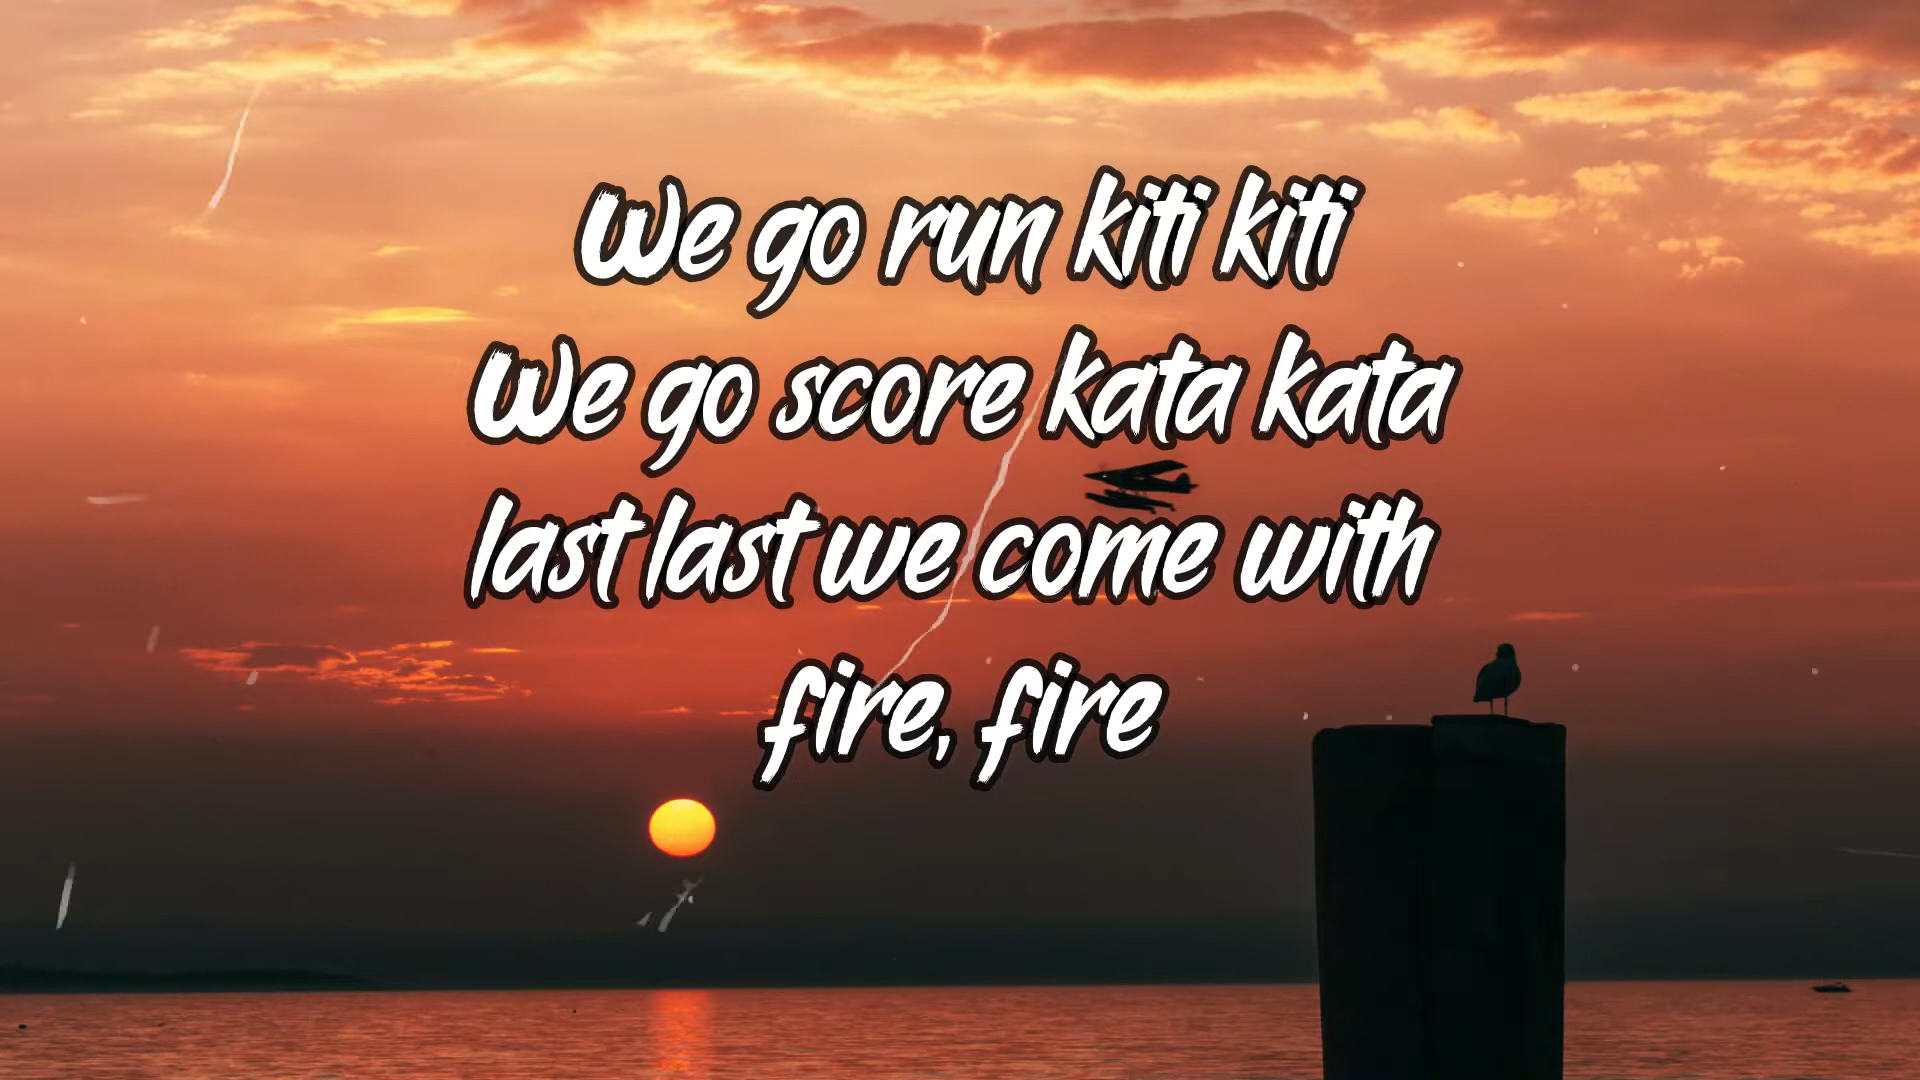 We go run kiti kiti
We go score kata kata
last last we come with
fire, fire